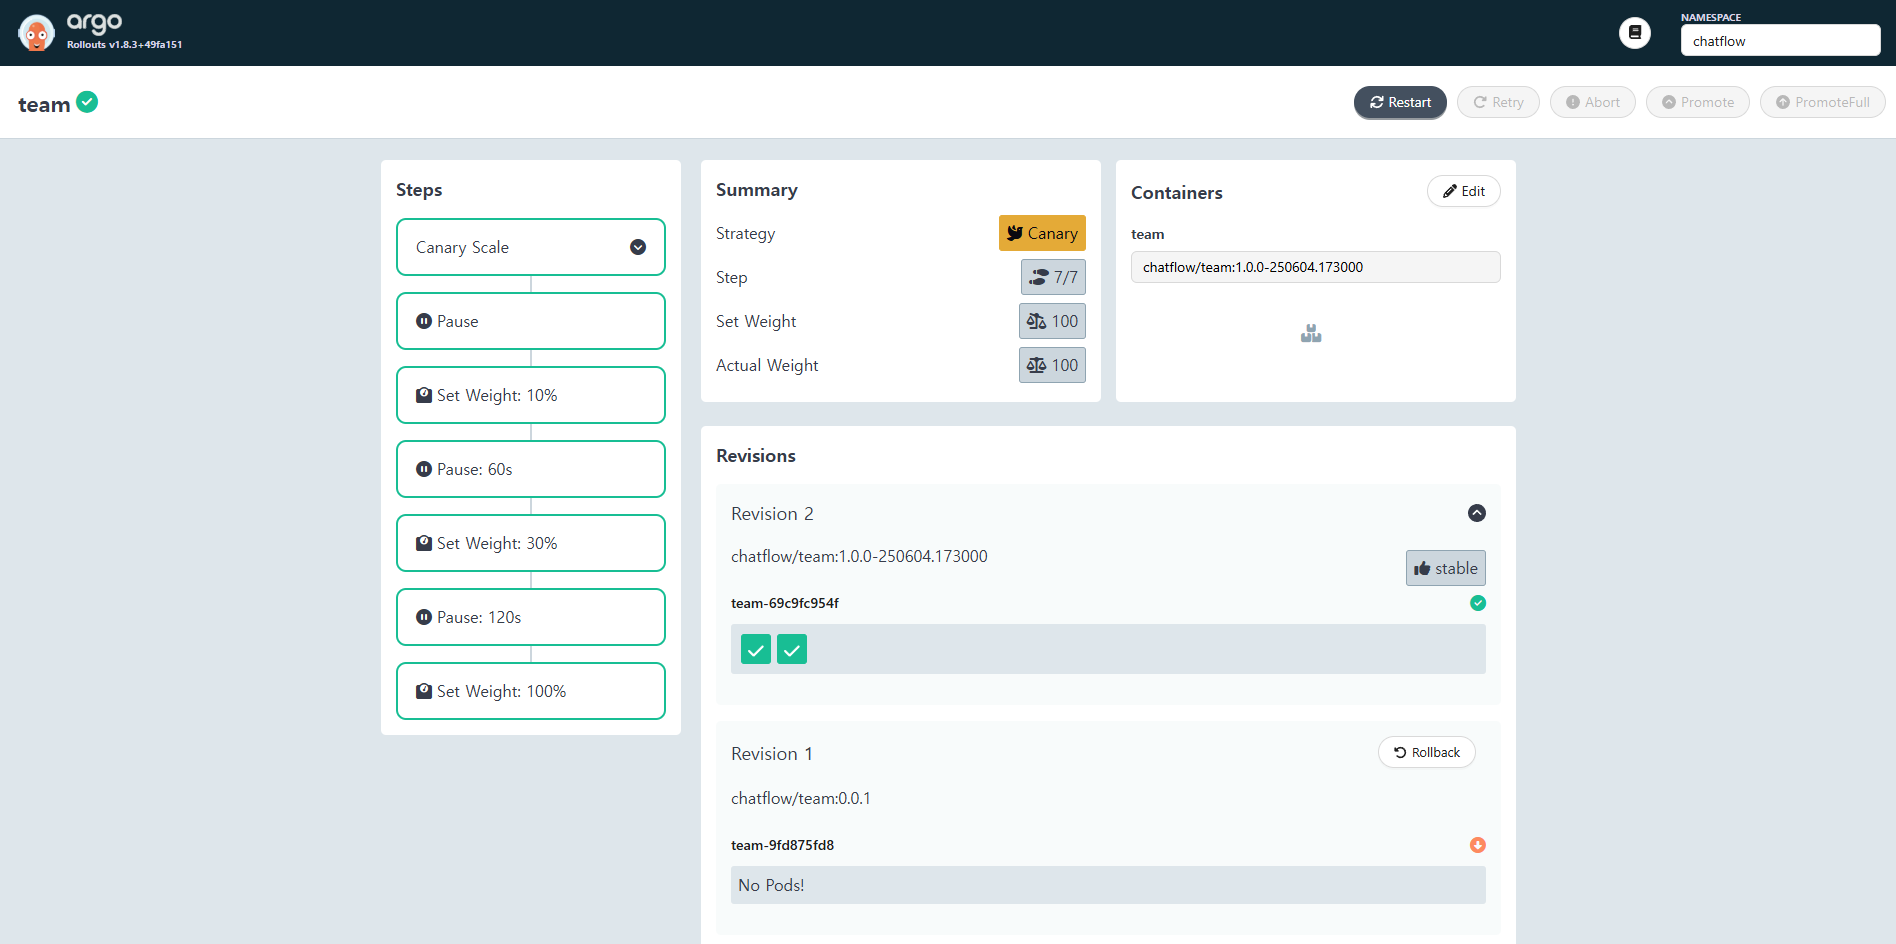 argo
Rollouts v1.8.3+49fa151
NAMESPACE
chatflow
team
Restart
Retry
Abort
Promote
PromoteFull
Steps
Canary Scale
Pause
Set Weight: 10%
Pause: 60s
Set Weight: 30%
Pause: 120s
Set Weight: 100%
Summary
Strategy
Canary
Step
7/7
Set Weight
100
Actual Weight
100
Containers
Edit
team
chatflow/team:1.0.0-250604.173000
Revisions
Revision 2
chatflow/team:1.0.0-250604.173000
stable
team-69c9fc954f
Revision 1
Rollback
chatflow/team:0.0.1
team-9fd875fd8
No Pods!